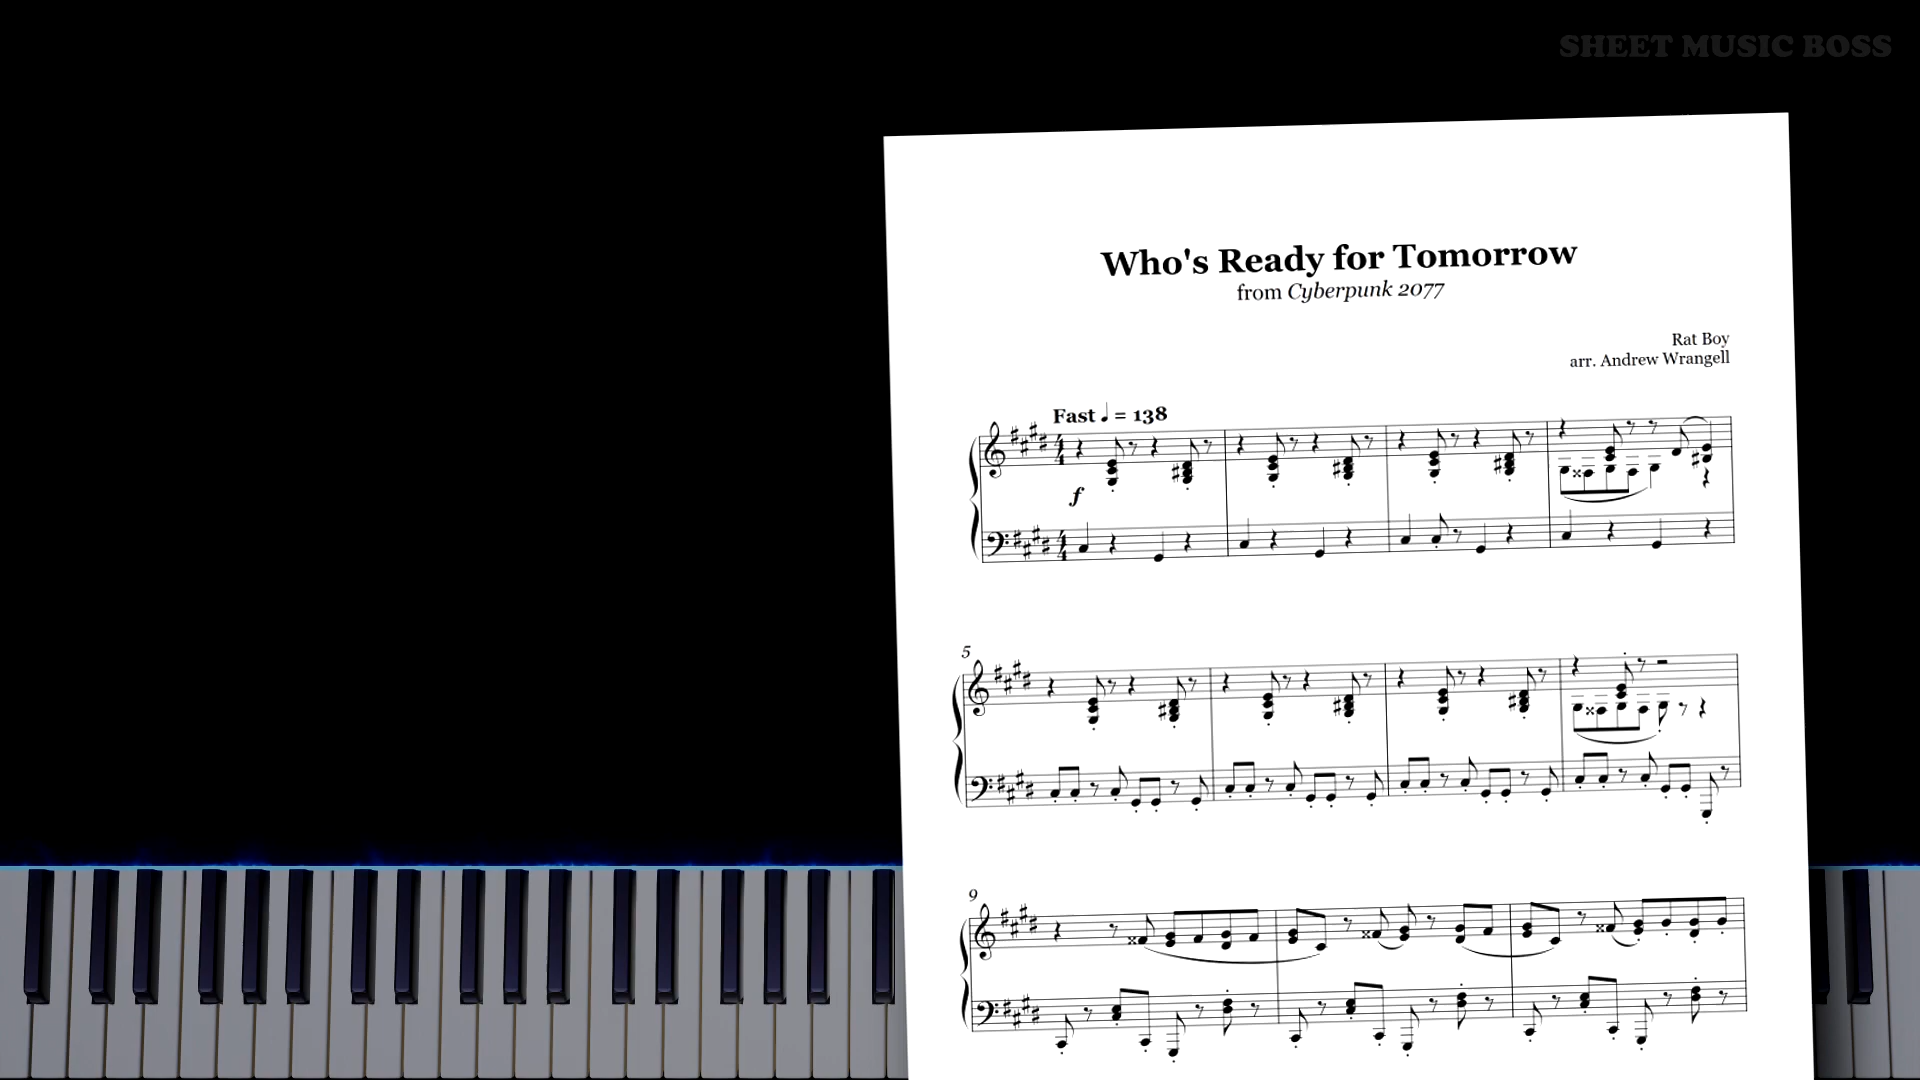 SHEET MUSIC BOSS
Who's Ready for Tomorrow
from Cyberpunk 2077
Rat Boy
arr. Andrew Wrangell
Fast ♩ = 138
f
5
9